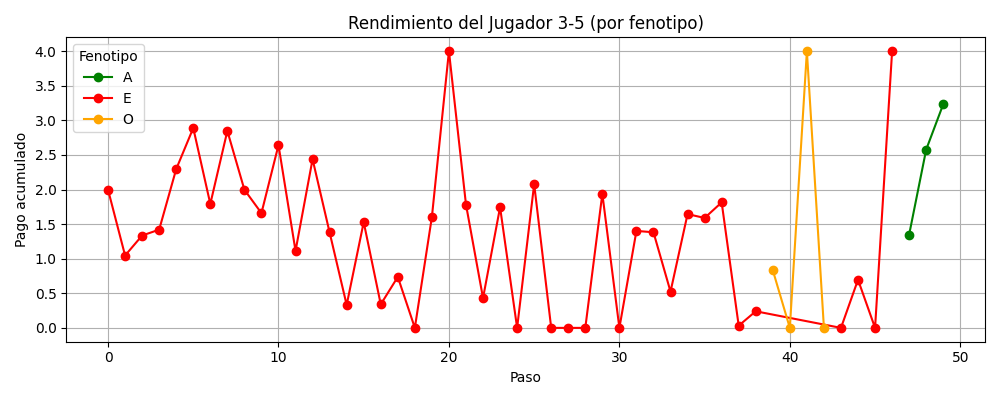 Rendimiento del Jugador 3-5 (por fenotipo)
Fenotipo
A
E
O
Pago acumulado
4.0
3.5
3.0
2.5
2.0
1.5
1.0
0.5
0.0
0 10 20 30 40 50
Paso